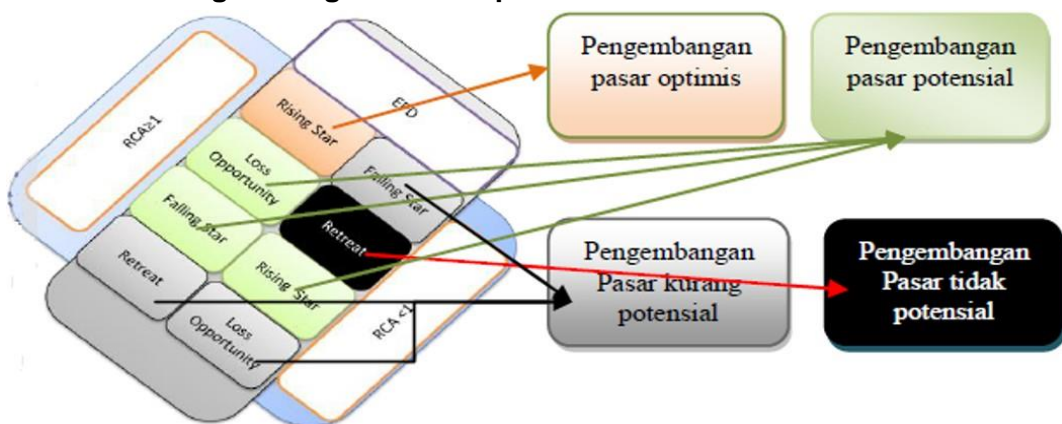 Pengembangan
pasar optimis
Pengembangan
pasar potensial
EPD
RCA≥1
Rising Star
Loss
Opportunity
Falling Star
Falling Star
Retreat
Retreat
Rising Star
Loss
Opportunity
RCA <1
Pengembangan
Pasar kurang
potensial
Pengembangan
Pasar tidak
potensial